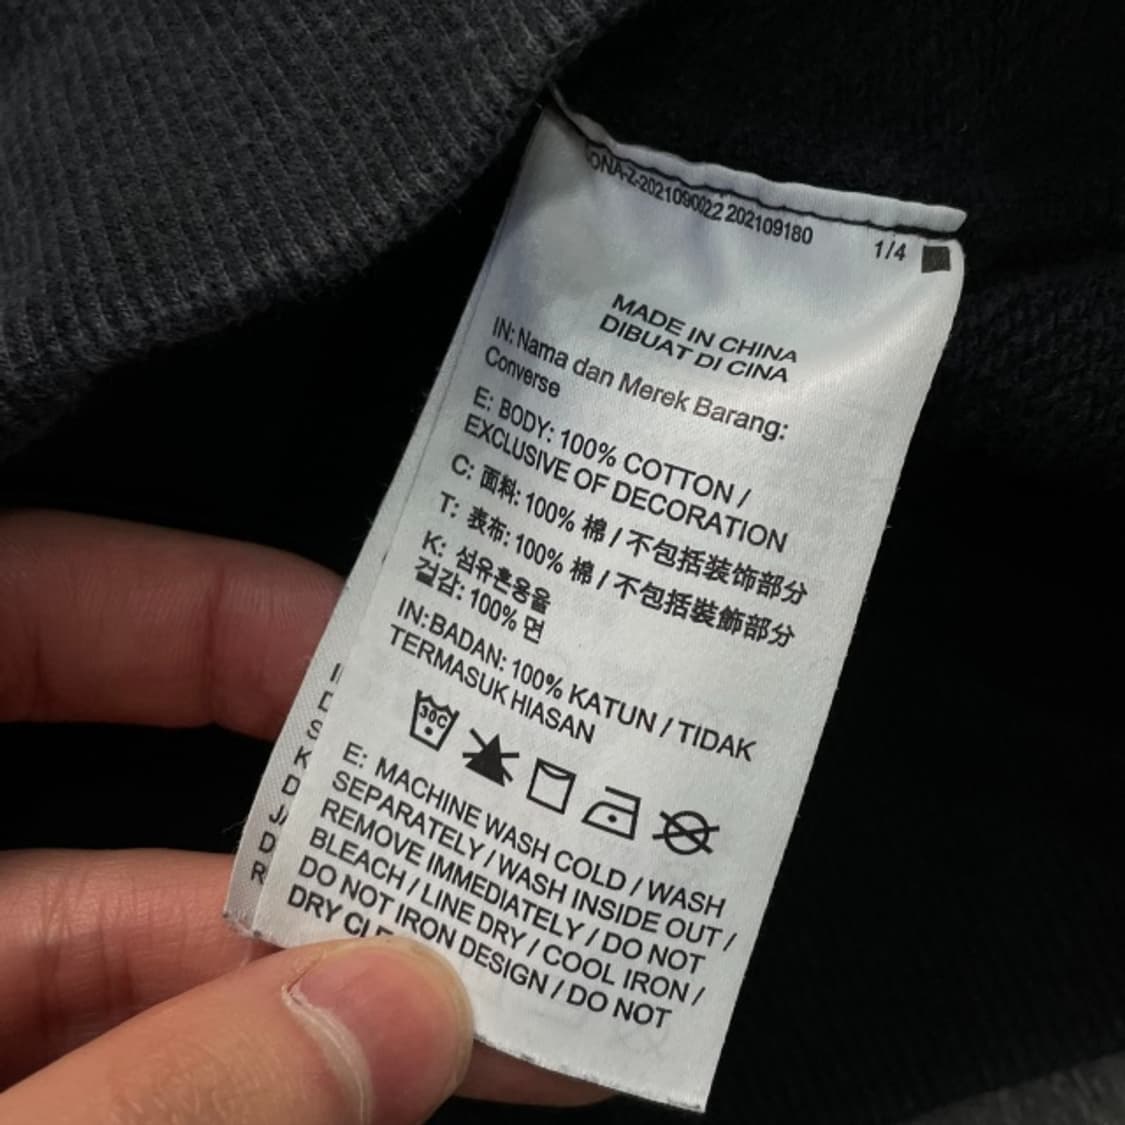 ONA-Z-2021090022 202109180
1/4
MADE IN CHINA
DIBUAT DI CINA
IN: Nama dan Merek Barang:
Converse
E: BODY: 100% COTTON /
EXCLUSIVE OF DECORATION
C: 面料: 100% 棉 / 不包括装饰部分
T: 表布: 100% 棉 / 不包括裝飾部分
K: 섬유혼용율
겉감: 100% 면
IN: BADAN: 100% KATUN / TIDAK
TERMASUK HIASAN
30C
E: MACHINE WASH COLD / WASH
SEPARATELY / WASH INSIDE OUT /
REMOVE IMMEDIATELY / DO NOT
BLEACH / LINE DRY / COOL IRON /
DO NOT IRON DESIGN / DO NOT
DRY
S
K
D
D
R